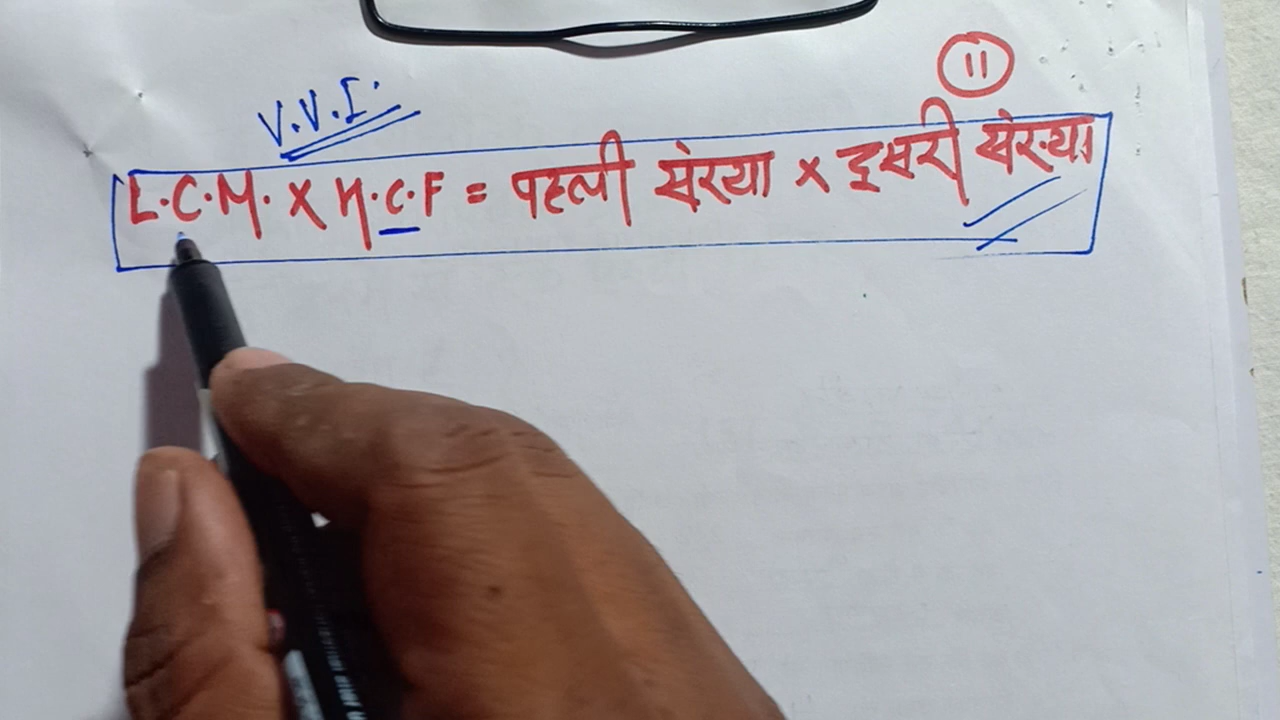 11
V.V.I.
L.C.M. × H.C.F = पहली संख्या × दूसरी संख्या